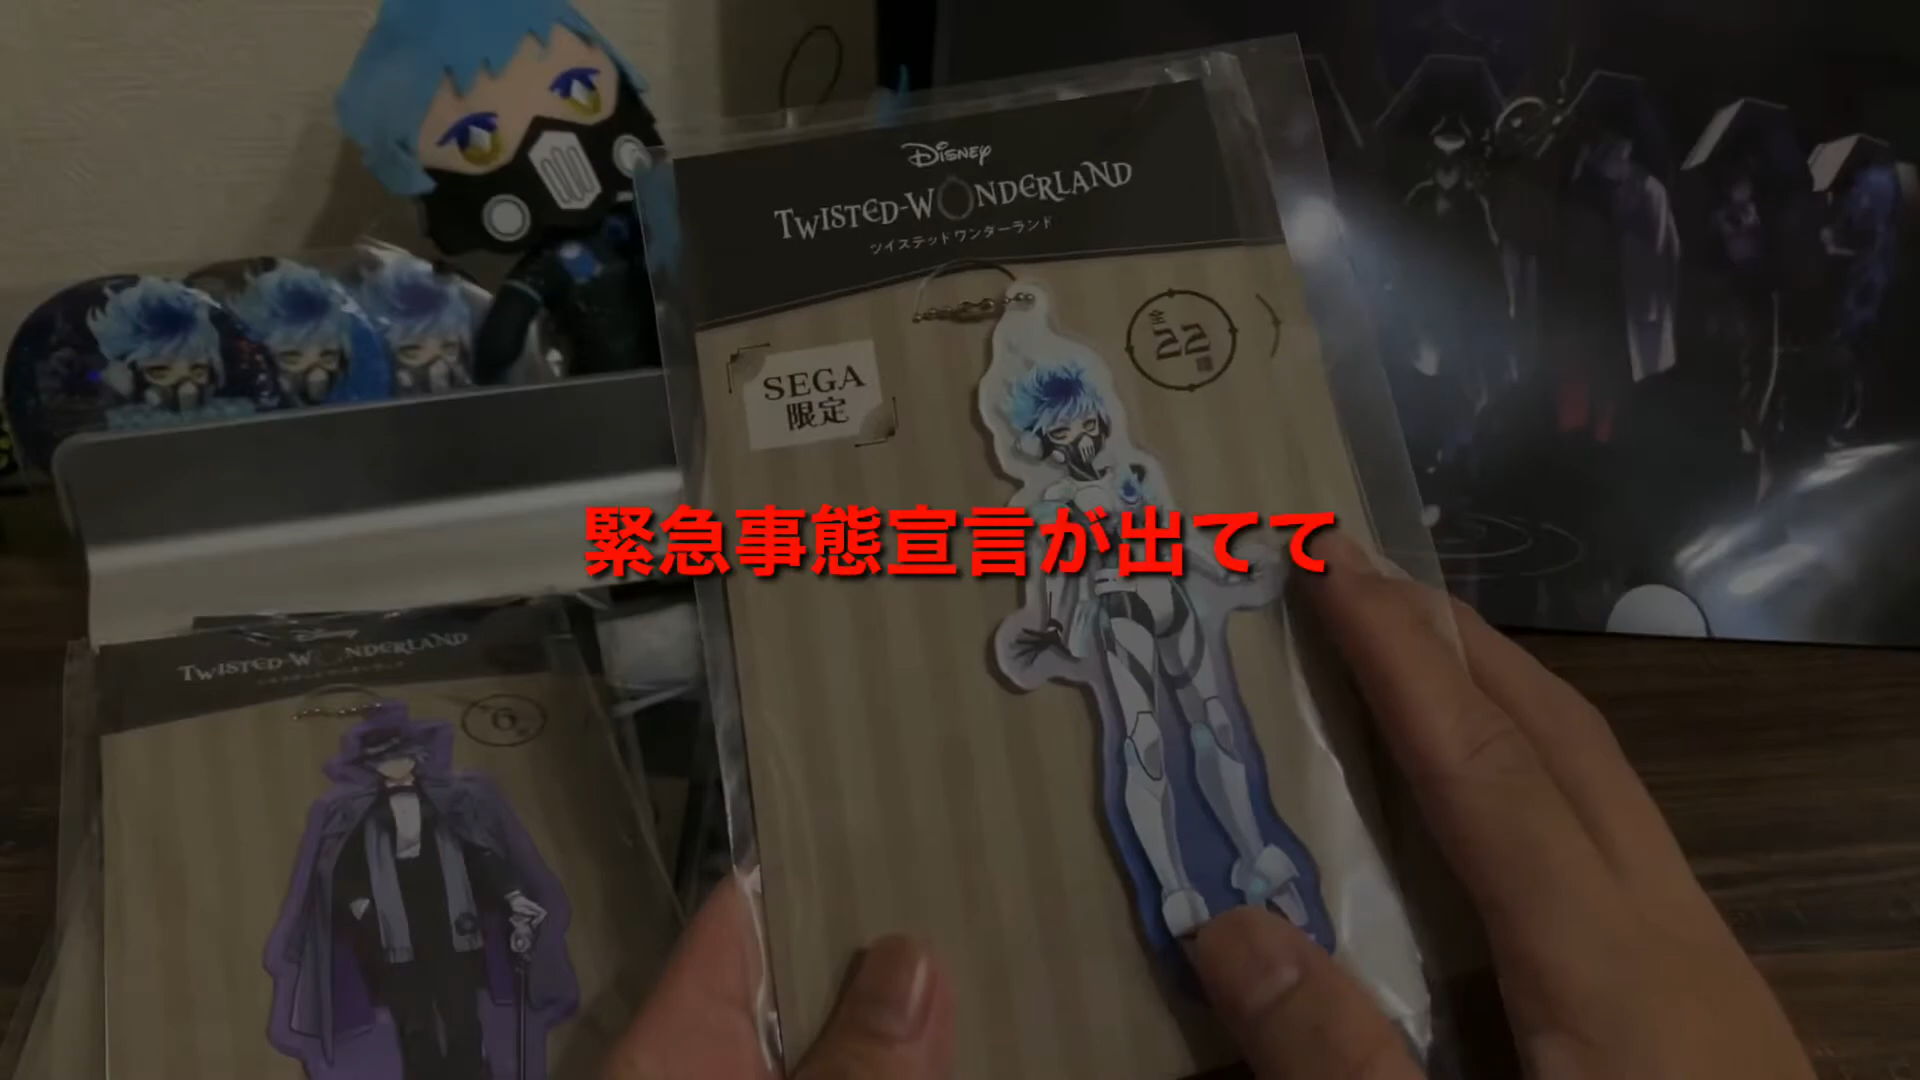 Disney
TWISTED-WONDERLAND
ツイステッドワンダーランド
全
22
種
SEGA
限定
緊急事態宣言が出てて
Disney
TWISTED-WONDERLAND
6